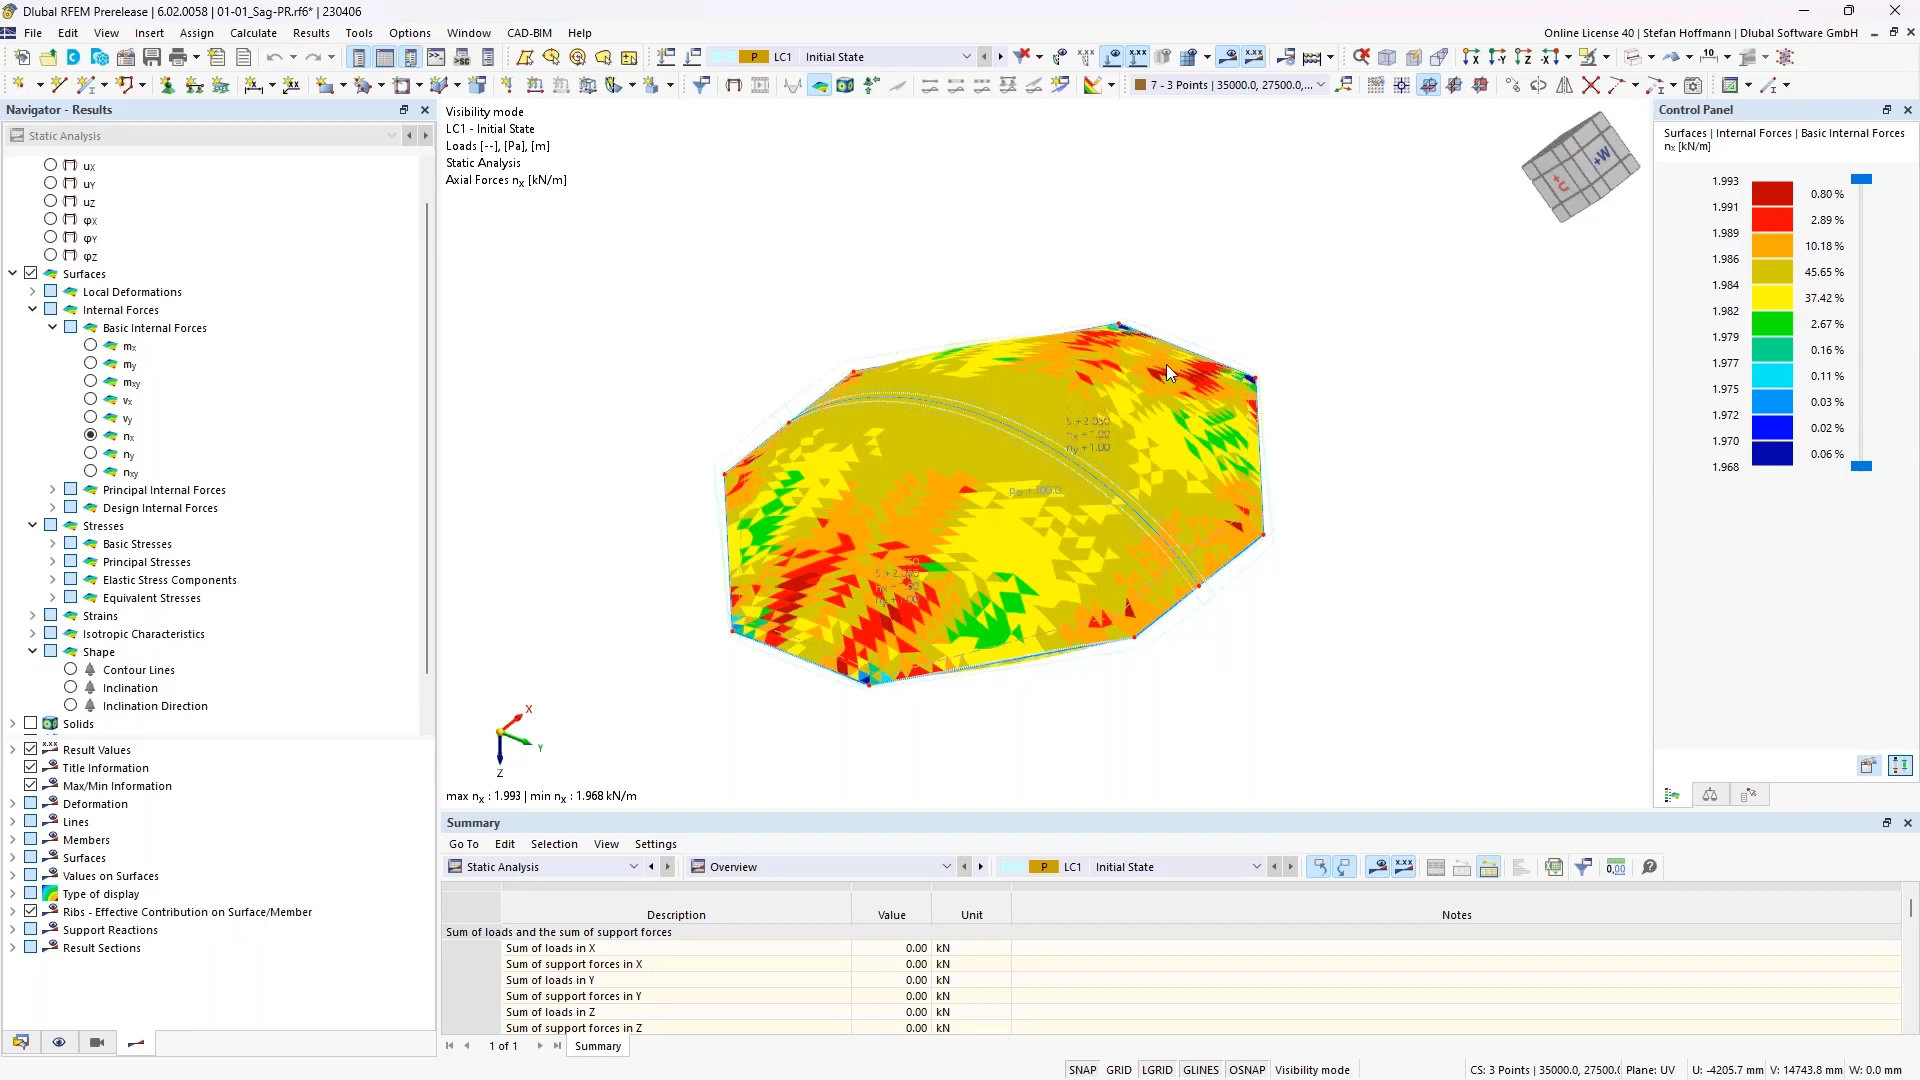 Dlubal RFEM Prerelease | 6.02.0058 | 01-01_Sag-PR.rf6* | 230406
File Edit View Insert Assign Calculate Results Tools Options Window CAD-BIM Help
Online License 40 | Stefan Hoffmann | Dlubal Software GmbH
P LC1 Initial State
7 - 3 Points | 35000.0, 27500.0,...
Navigator - Results
Static Analysis
uX
uY
uZ
φX
φY
φZ
Surfaces
Local Deformations
Internal Forces
Basic Internal Forces
mx
my
mxy
vx
vy
nx
ny
nxy
Principal Internal Forces
Design Internal Forces
Stresses
Basic Stresses
Principal Stresses
Elastic Stress Components
Equivalent Stresses
Strains
Isotropic Characteristics
Shape
Contour Lines
Inclination
Inclination Direction
Solids
Result Values
Title Information
Max/Min Information
Deformation
Lines
Members
Surfaces
Values on Surfaces
Type of display
Ribs - Effective Contribution on Surface/Member
Support Reactions
Result Sections
Visibility mode
LC1 - Initial State
Loads [--], [Pa], [m]
Static Analysis
Axial Forces nx [kN/m]
+U
+W
X
Y
Z
max nx : 1.993 | min nx : 1.968 kN/m
Control Panel
Surfaces | Internal Forces | Basic Internal Forces
nx [kN/m]
1.993
0.80 %
1.991
2.89 %
1.989
10.18 %
1.986
45.65 %
1.984
37.42 %
1.982
2.67 %
1.979
0.16 %
1.977
0.11 %
1.975
0.03 %
1.972
0.02 %
1.970
0.06 %
1.968
Summary
Go To Edit Selection View Settings
Static Analysis Overview P LC1 Initial State
Description Value Unit Notes
Sum of loads and the sum of support forces
Sum of loads in X 0.00 kN
Sum of support forces in X 0.00 kN
Sum of loads in Y 0.00 kN
Sum of support forces in Y 0.00 kN
Sum of loads in Z 0.00 kN
Sum of support forces in Z 0.00 kN
1 of 1 Summary
SNAP GRID LGRID GLINES OSNAP Visibility mode CS: 3 Points | 35000.0, 27500.( Plane: UV U: -4205.7 mm V: 14743.8 mm W: 0.0 mm